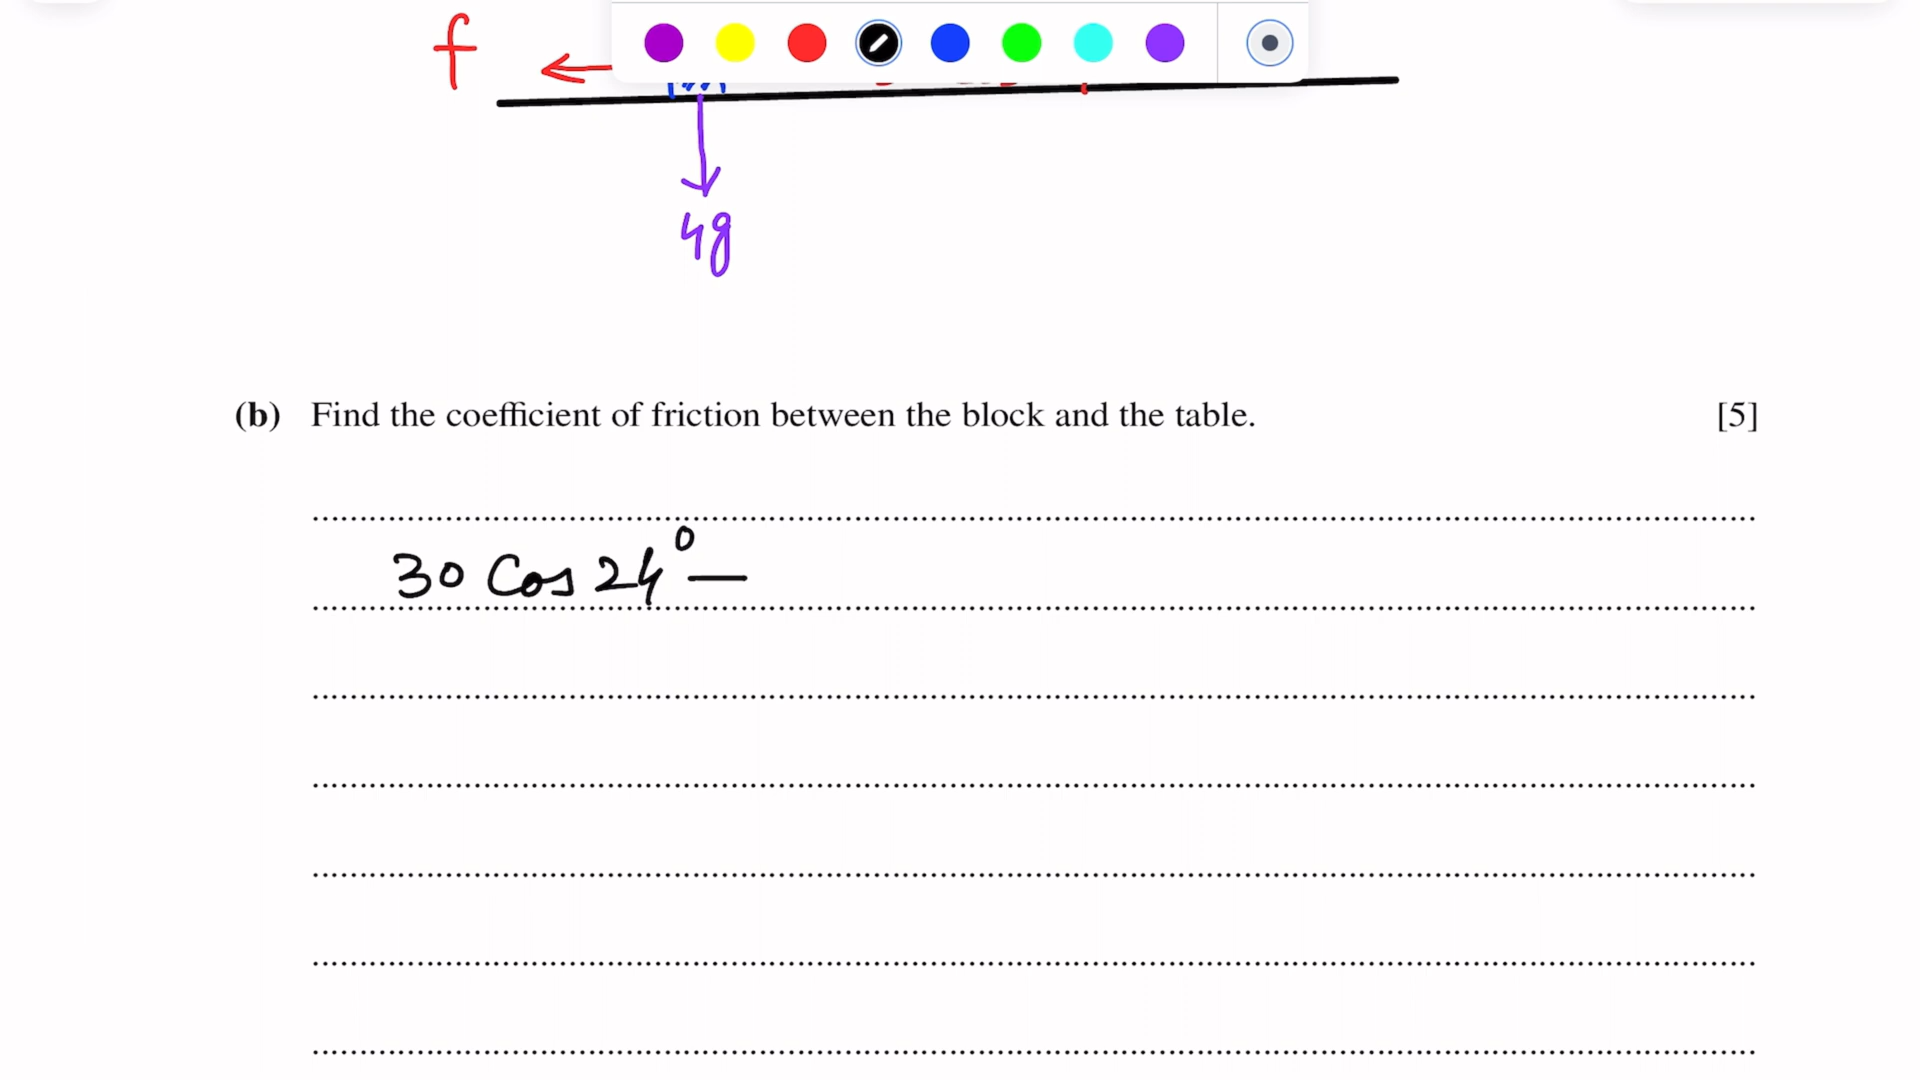 f
4g
(b) Find the coefficient of friction between the block and the table. [5]
30 Cos 24° —